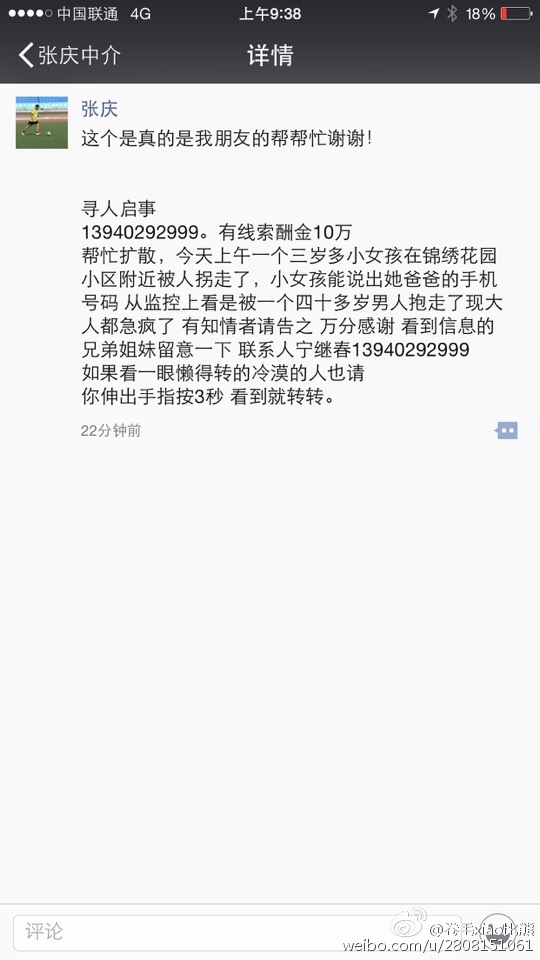 中国联通 4G 上午9:38 18%
张庆中介 详情
张庆
这个是真的是我朋友的帮帮忙谢谢！
寻人启事
13940292999。有线索酬金10万
帮忙扩散，今天上午一个三岁多小女孩在锦绣花园
小区附近被人拐走了，小女孩能说出她爸爸的手机
号码 从监控上看是被一个四十多岁男人抱走了现大
人都急疯了 有知情者请告之 万分感谢 看到信息的
兄弟姐妹留意一下 联系人宁继春13940292999
如果看一眼懒得转的冷漠的人也请
你伸出手指按3秒 看到就转转。
22分钟前
评论
weibo.com/u/2808151061